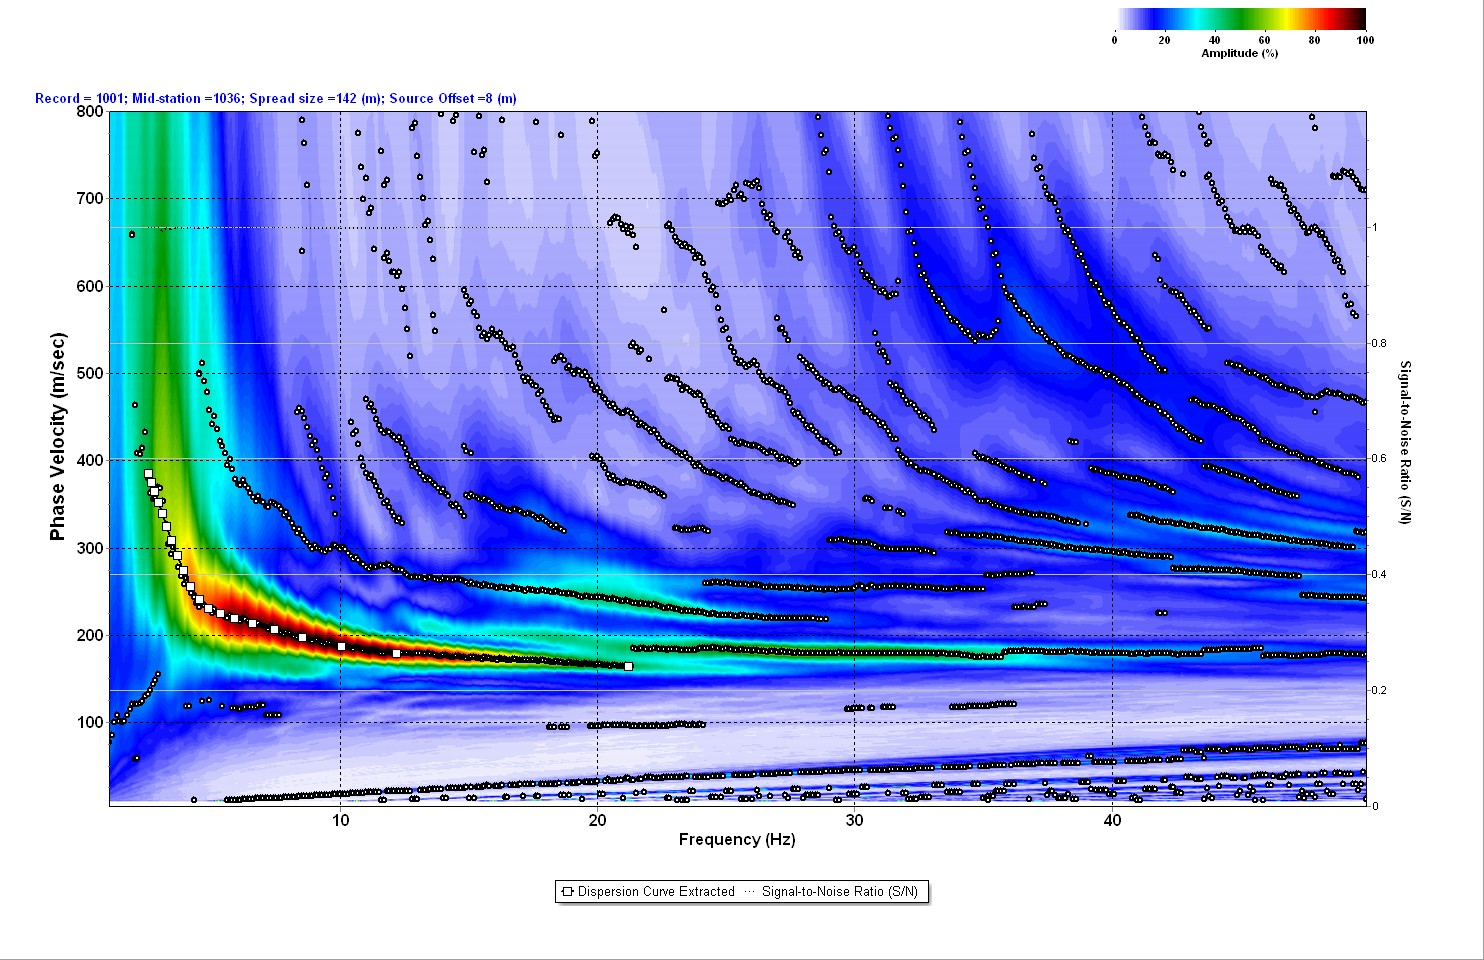 0 20 40 60 80 100
Amplitude (%)
Record = 1001; Mid-station =1036; Spread size =142 (m); Source Offset =8 (m)
800
700
600
500
400
300
200
100
Phase Velocity (m/sec)
1
0.8
0.6
0.4
0.2
0
Signal-to-Noise Ratio (S/N)
10 20 30 40
Frequency (Hz)
Dispersion Curve Extracted Signal-to-Noise Ratio (S/N)